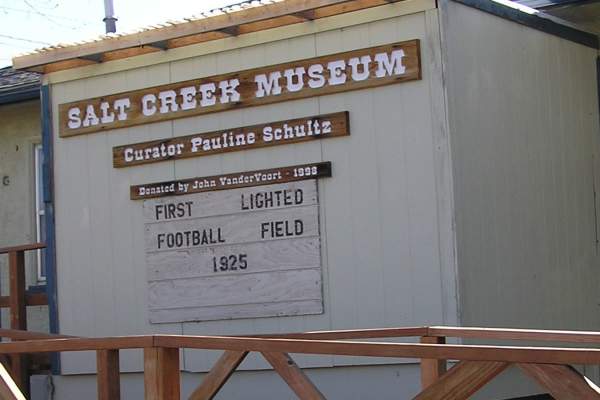 SALT CREEK MUSEUM
Curator Pauline Schultz
Donated by John VanderVoort - 1998
FIRST LIGHTED
FOOTBALL FIELD
1925